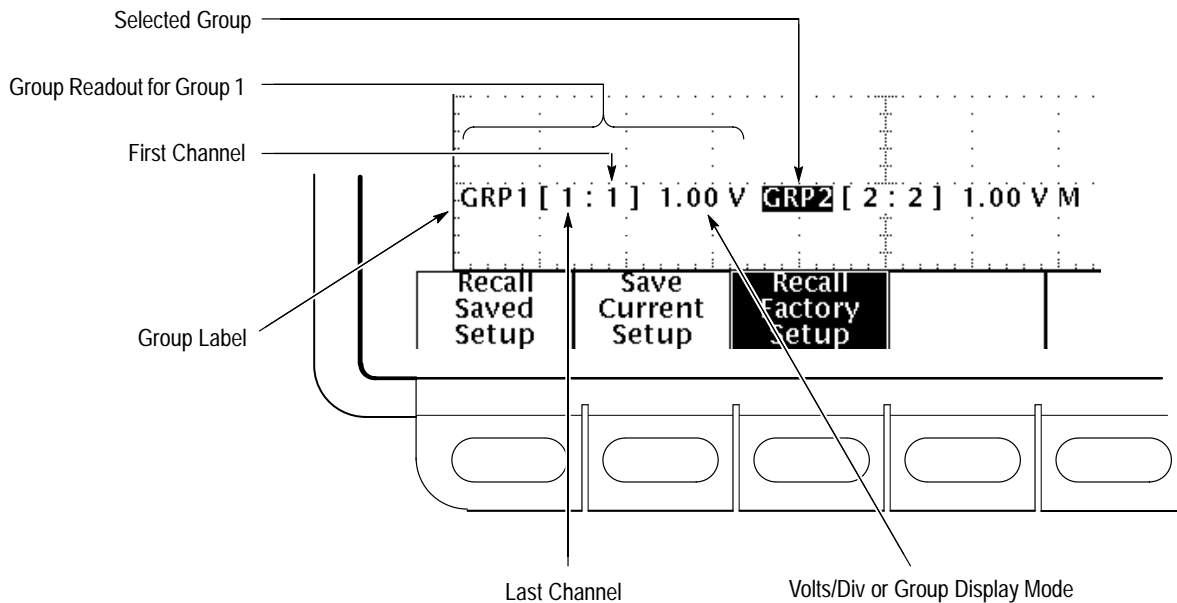 Selected Group
Group Readout for Group 1
First Channel
GRP1 [ 1 : 1 ] 1.00 V GRP2 [ 2 : 2 ] 1.00 V M
Recall
Saved
Setup
Save
Current
Setup
Recall
Factory
Setup
Group Label
Last Channel
Volts/Div or Group Display Mode